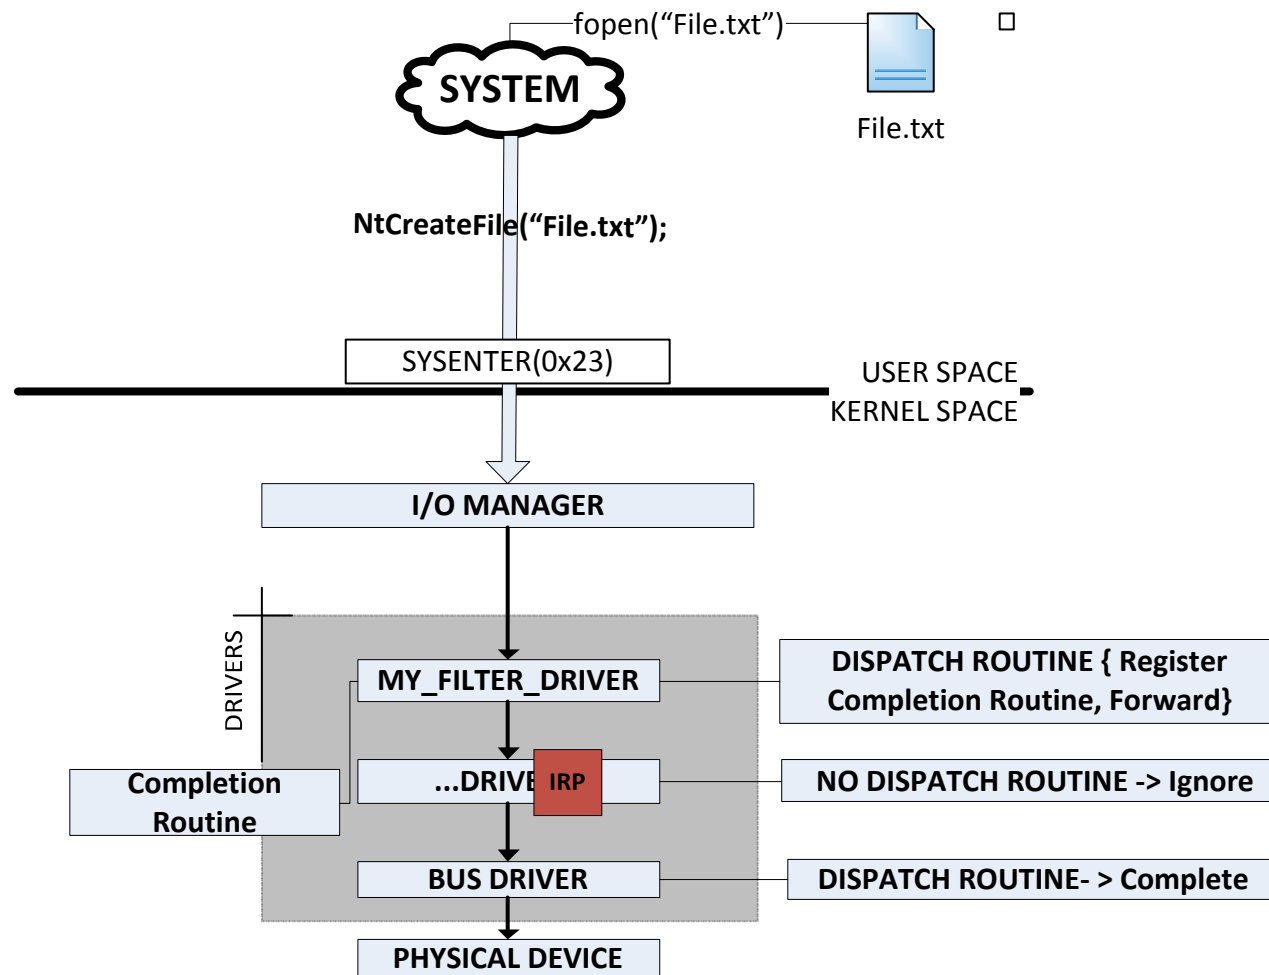 fopen(“File.txt”)
SYSTEM
File.txt
NtCreateFile(“File.txt”);
SYSENTER(0x23)
USER SPACE
KERNEL SPACE
I/O MANAGER
DRIVERS
MY_FILTER_DRIVER
DISPATCH ROUTINE { Register
Completion Routine, Forward}
Completion
Routine
...DRIVE
IRP
NO DISPATCH ROUTINE -> Ignore
BUS DRIVER
DISPATCH ROUTINE- > Complete
PHYSICAL DEVICE